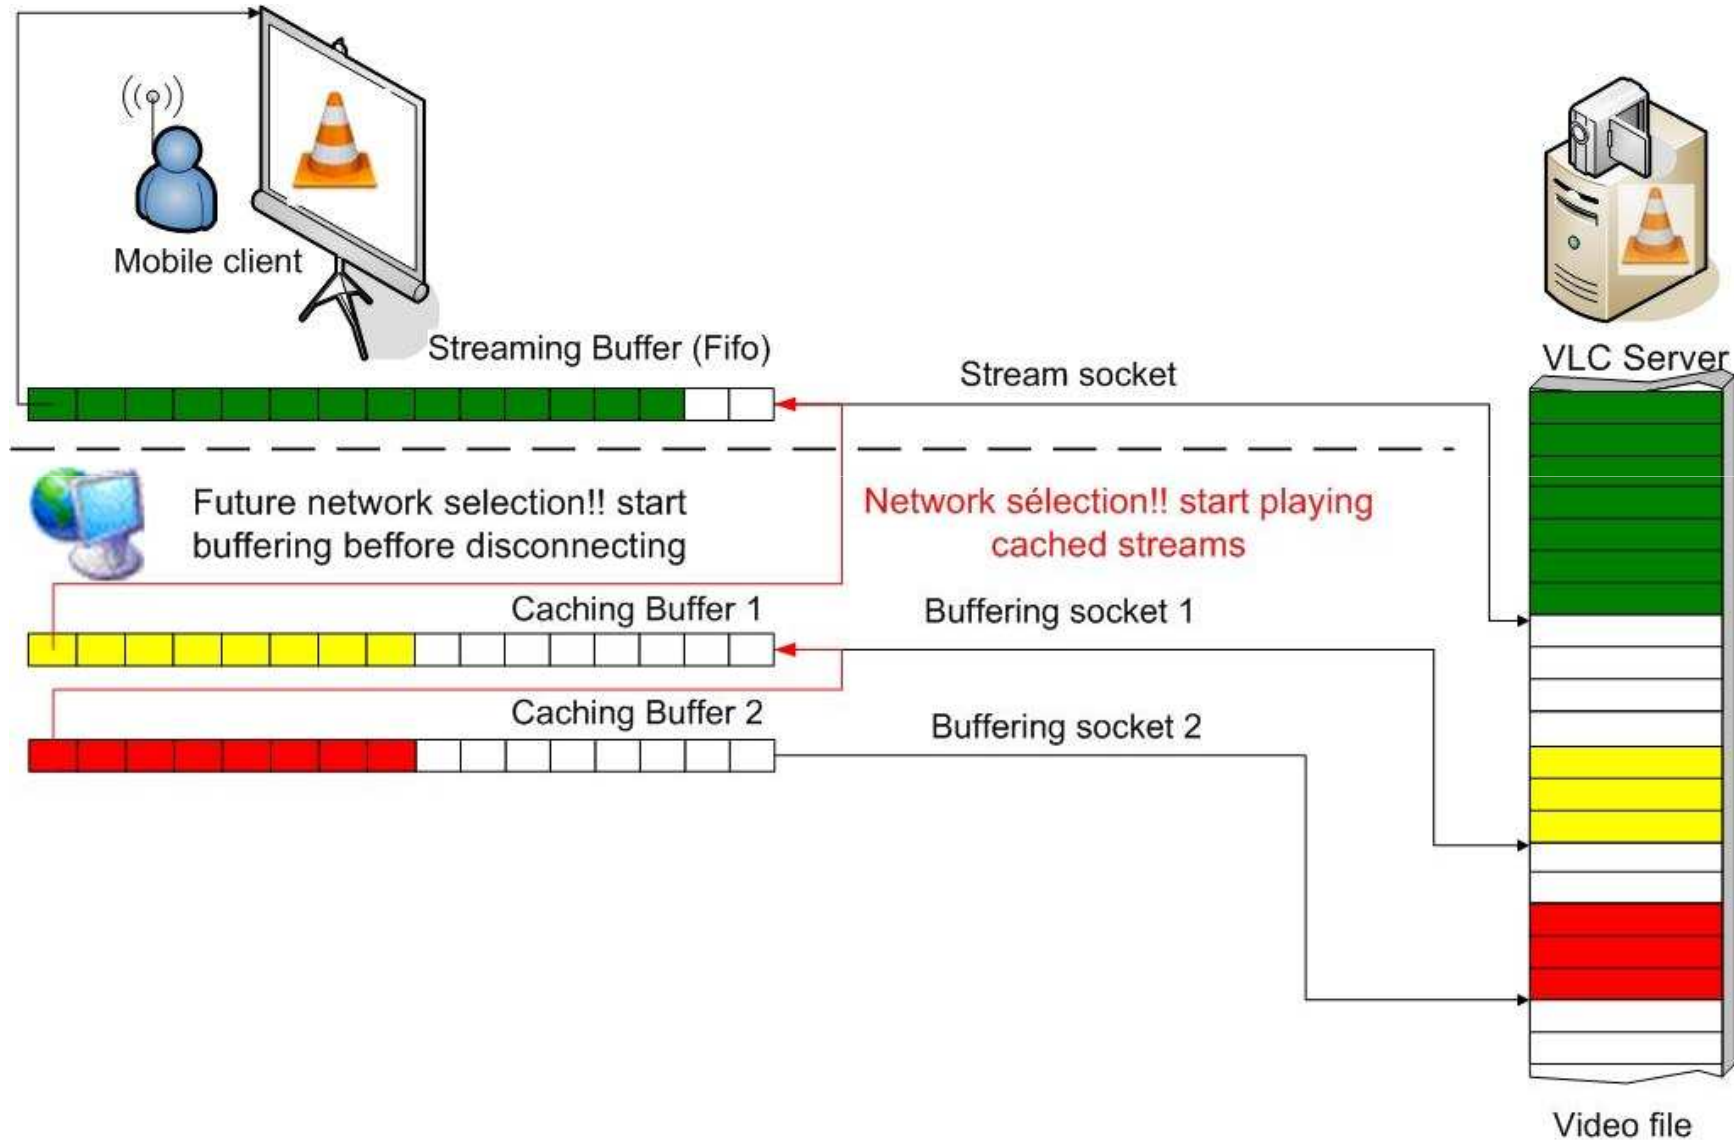 Mobile client
Streaming Buffer (Fifo)
Stream socket
VLC Server
Future network selection!! start
buffering beffore disconnecting
Network sélection!! start playing
cached streams
Caching Buffer 1
Buffering socket 1
Caching Buffer 2
Buffering socket 2
Video file